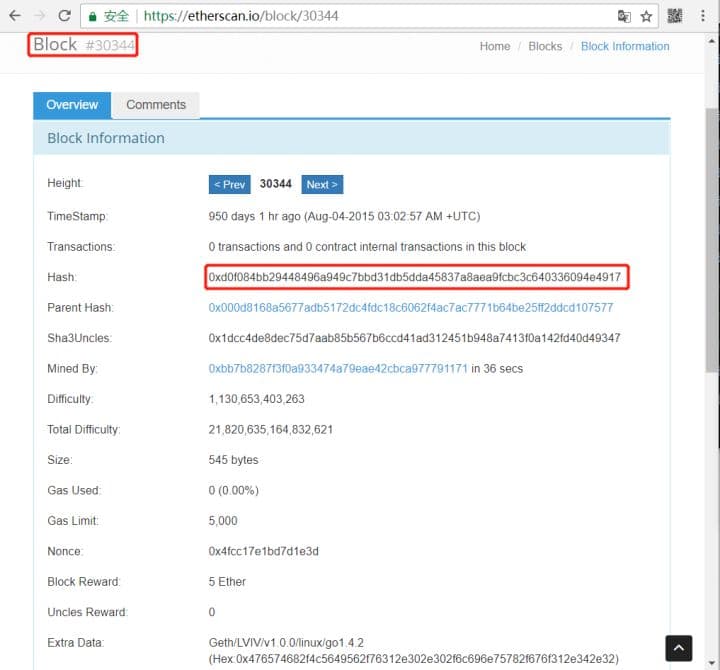 安全 https://etherscan.io/block/30344
Block #30344
Home / Blocks / Block Information
Overview Comments
Block Information
Height: < Prev 30344 Next >
TimeStamp: 950 days 1 hr ago (Aug-04-2015 03:02:57 AM +UTC)
Transactions: 0 transactions and 0 contract internal transactions in this block
Hash: 0xd0f084bb29448496a949c7bbd31db5dda45837a8aea9fcbc3c640336094e4917
Parent Hash: 0x000d8168a5677adb5172dc4fdc18c6062f4ac7ac7771b64be25ff2ddcd107577
Sha3Uncles: 0x1dcc4de8dec75d7aab85b567b6ccd41ad312451b948a7413f0a142fd40d49347
Mined By: 0xbb7b8287f3f0a933474a79eae42cbca977791171 in 36 secs
Difficulty: 1,130,653,403,263
Total Difficulty: 21,820,635,164,832,621
Size: 545 bytes
Gas Used: 0 (0.00%)
Gas Limit: 5,000
Nonce: 0x4fcc17e1bd7d1e3d
Block Reward: 5 Ether
Uncles Reward: 0
Extra Data: Geth/LVIV/v1.0.0/linux/go1.4.2
(Hex:0x476574682f4c5649562f76312e302e302f6c696e75782f676f312e342e32)